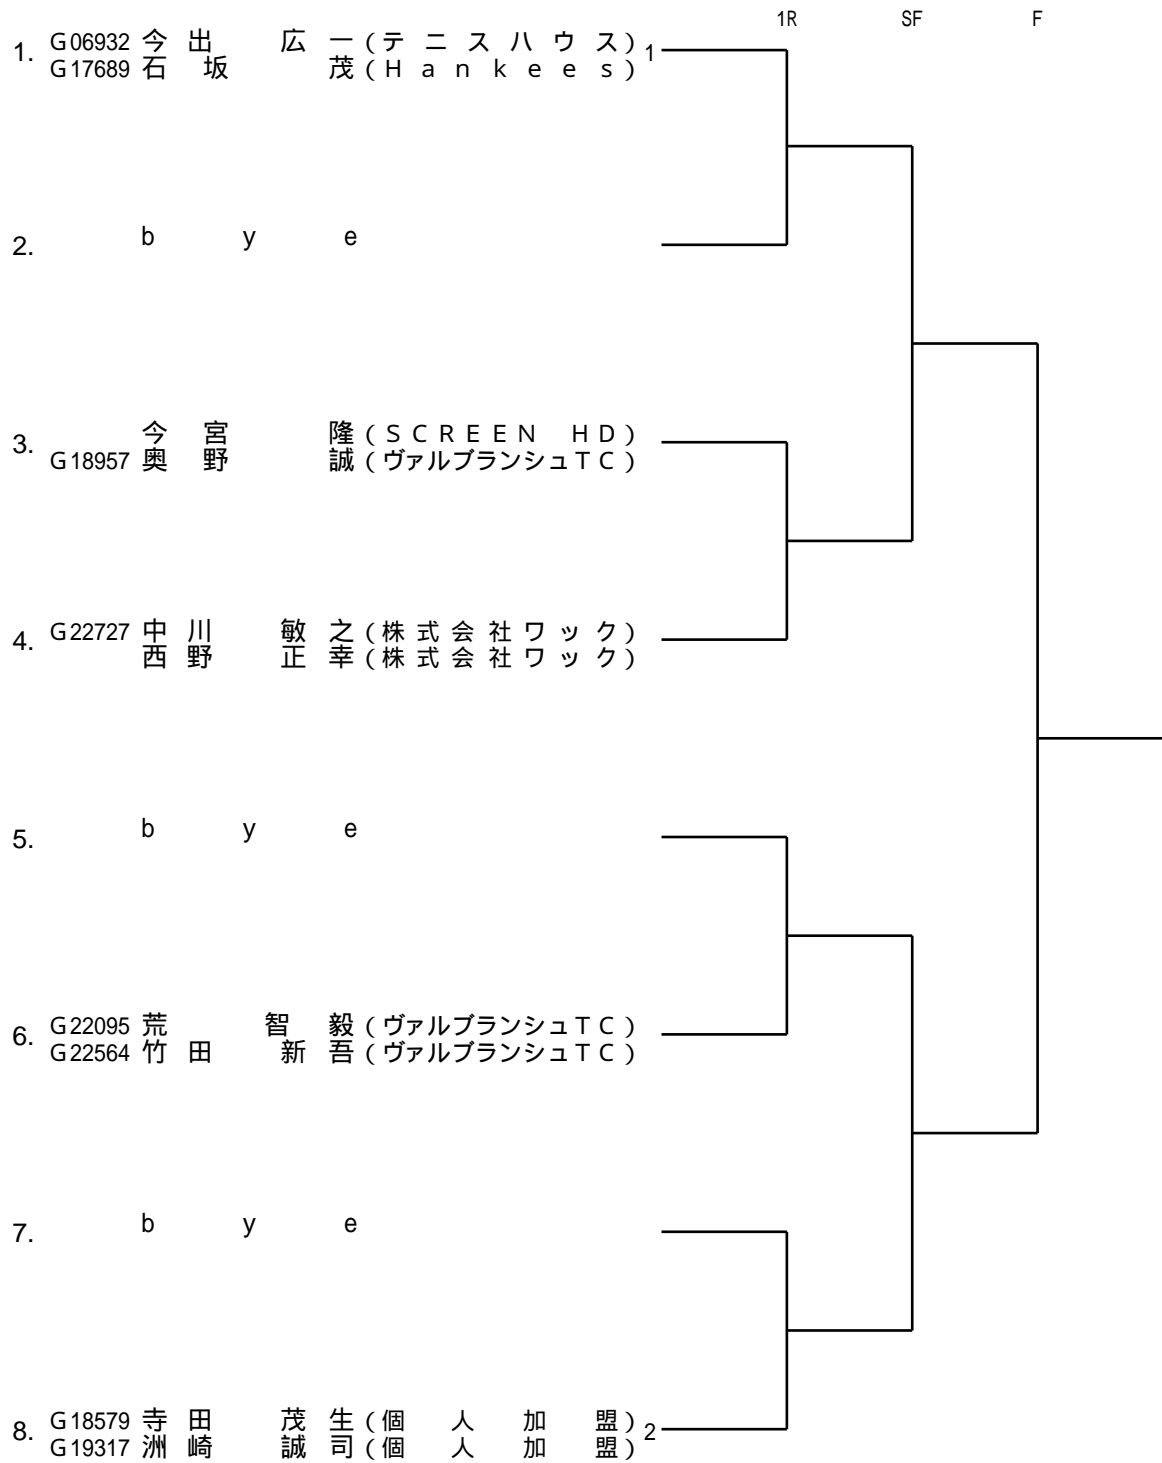 1R SF F
1. G06932 今出 広一(テニスハウス) 1
G17689 石坂 茂(Hankees)
2. bye
3. 今宮 隆(SCREEN HD)
G18957 奥野 誠(ヴァルブランシュTC)
4. G22727 中川 敏之(株式会社ワック)
西野 正幸(株式会社ワック)
5. bye
6. G22095 荒 智毅(ヴァルブランシュTC)
G22564 竹田 新吾(ヴァルブランシュTC)
7. bye
8. G18579 寺田 茂生(個人加盟) 2
G19317 洲崎 誠司(個人加盟)